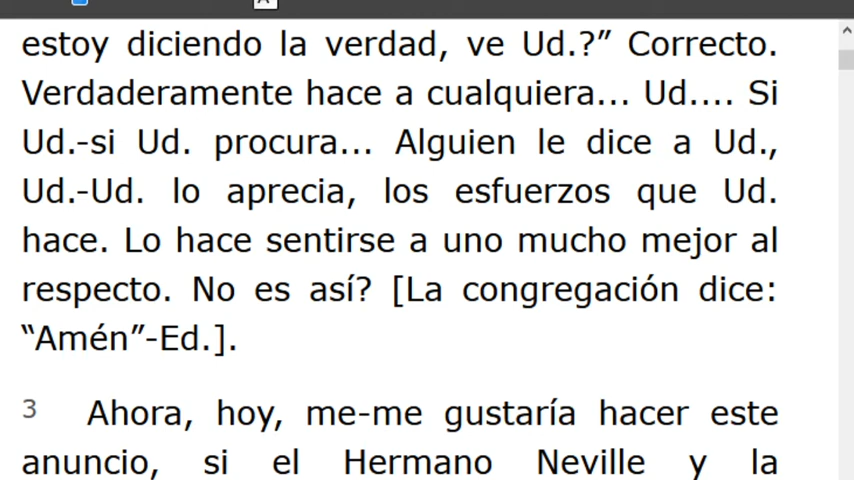 estoy diciendo la verdad, ve Ud.?” Correcto.
Verdaderamente hace a cualquiera... Ud.... Si
Ud.-si Ud. procura... Alguien le dice a Ud.,
Ud.-Ud. lo aprecia, los esfuerzos que Ud.
hace. Lo hace sentirse a uno mucho mejor al
respecto. No es así? [La congregación dice:
“Amén”-Ed.].
3 Ahora, hoy, me-me gustaría hacer este
anuncio, si el Hermano Neville y la